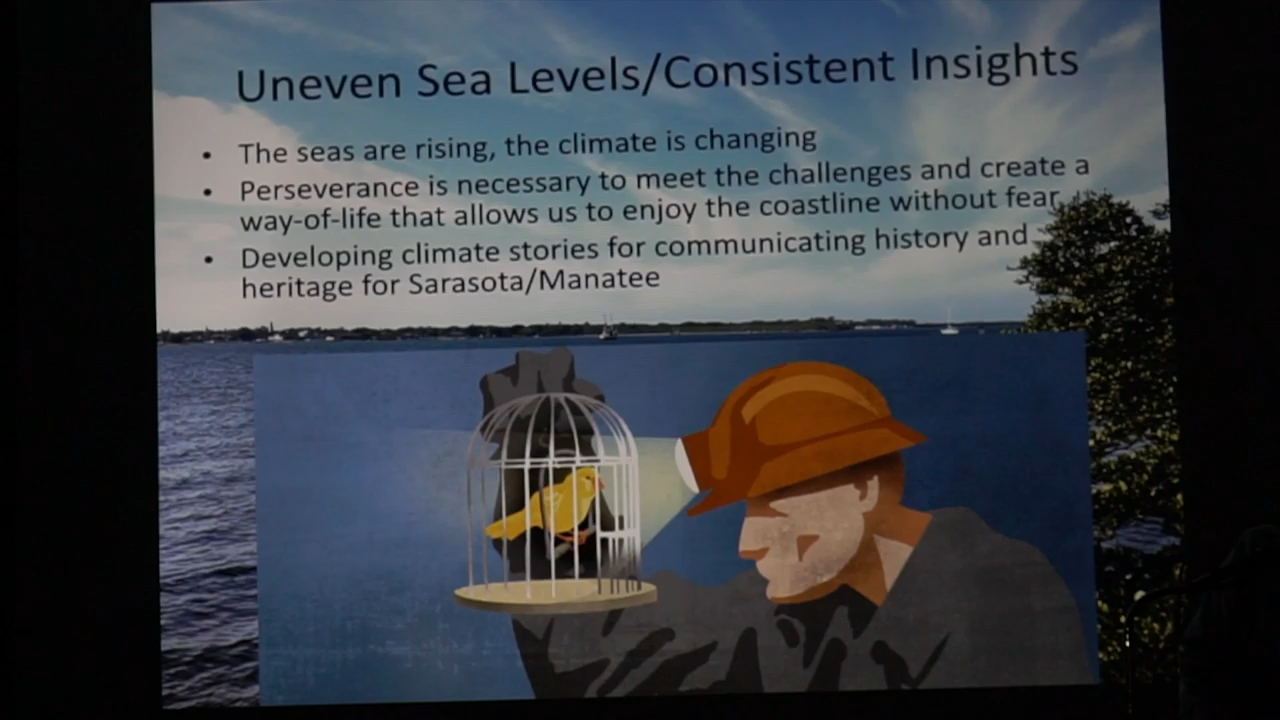 Uneven Sea Levels/Consistent Insights
• The seas are rising, the climate is changing
• Perseverance is necessary to meet the challenges and create a
way-of-life that allows us to enjoy the coastline without fear
• Developing climate stories for communicating history and
heritage for Sarasota/Manatee